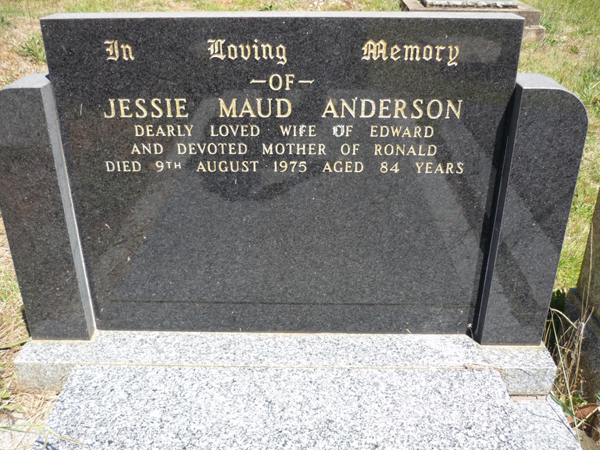 In Loving Memory
-OF-
JESSIE MAUD ANDERSON
DEARLY LOVED WIFE OF EDWARD
AND DEVOTED MOTHER OF RONALD
DIED 9TH AUGUST 1975 AGED 84 YEARS